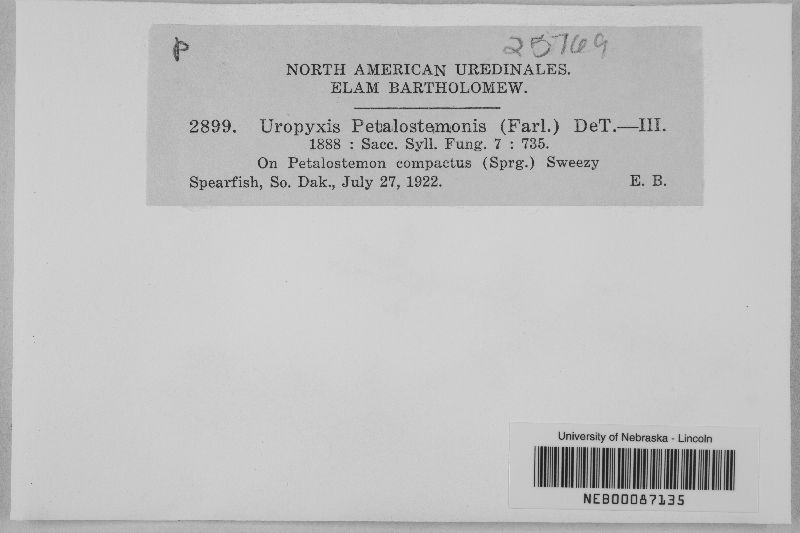 P
25769
NORTH AMERICAN UREDINALES.
ELAM BARTHOLOMEW.
2899. Uropyxis Petalostemonis (Farl.) DeT.—III.
1888 : Sacc. Syll. Fung. 7 : 735.
On Petalostemon compactus (Sprg.) Sweezy
Spearfish, So. Dak., July 27, 1922. E. B.
University of Nebraska - Lincoln
NEB00087135